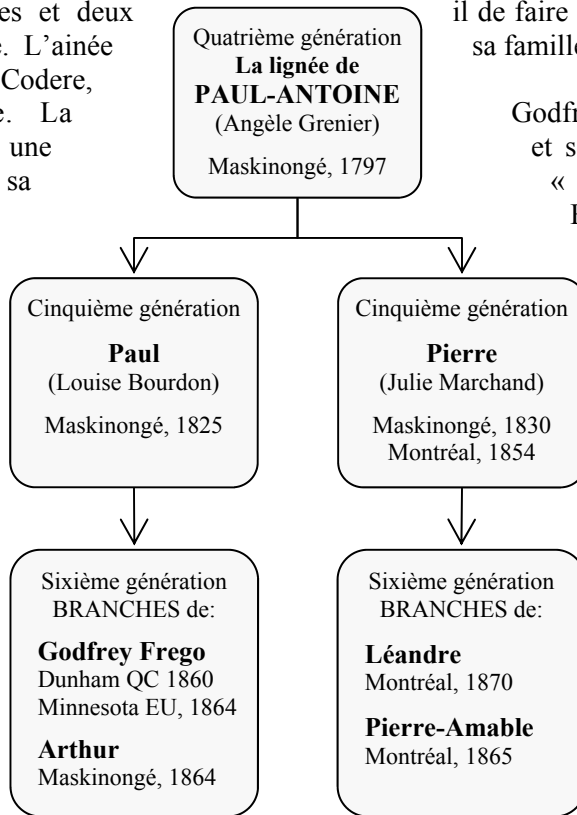 es et deux
e. L’ainée
Codere,
e. La
une
sa
il de faire
sa famille
Godfr
et s
«
Quatrième génération
La lignée de
PAUL-ANTOINE
(Angèle Grenier)
Maskinongé, 1797
Cinquième génération
Paul
(Louise Bourdon)
Maskinongé, 1825
Cinquième génération
Pierre
(Julie Marchand)
Maskinongé, 1830
Montréal, 1854
Sixième génération
BRANCHES de:
Godfrey Frego
Dunham QC 1860
Minnesota EU, 1864
Arthur
Maskinongé, 1864
Sixième génération
BRANCHES de:
Léandre
Montréal, 1870
Pierre-Amable
Montréal, 1865